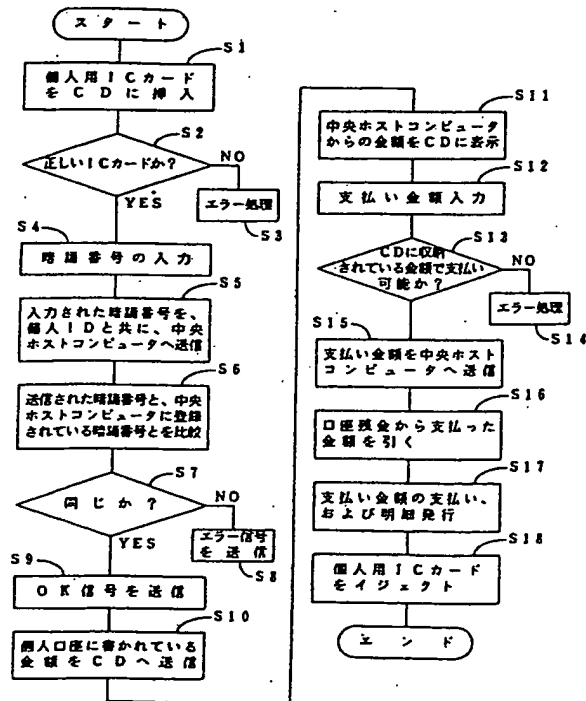 スタート
S1
個人用ICカード
をCDに挿入
S2
正しいICカードか?
NO
YES
エラー処理
S3
S4
暗証番号の入力
S5
入力された暗証番号を、
個人IDと共に、中央
ホストコンピュータへ送信
S6
送信された暗証番号と、中央
ホストコンピュータに登録
されている暗証番号とを比較
S7
同じか?
NO
YES
エラー信号
を送信
S8
S9
OK信号を送信
S10
個人口座に書かれている
金額をCDへ送信
S11
中央ホストコンピュータ
からの金額をCDに表示
S12
支払い金額入力
S13
CDに収納
されている金額で支払い
可能か?
NO
エラー処理
S14
S15
支払い金額を中央ホスト
コンピュータへ送信
S16
口座残金から支払った
金額を引く
S17
支払い金額の支払い、
および明細発行
S18
個人用ICカード
をイジェクト
エンド